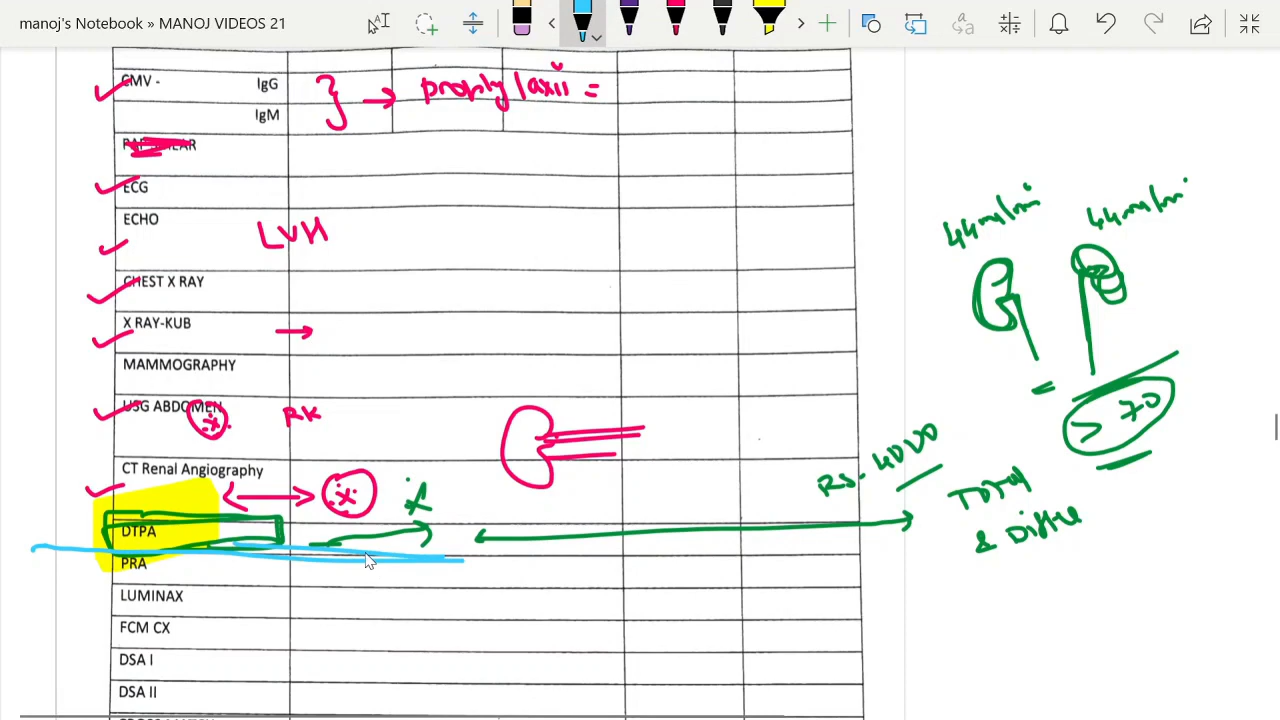 manoj's Notebook » MANOJ VIDEOS 21
CMV - IgG
IgM
prophylaxii =
ECG
ECHO
LVH
CHEST X RAY
X RAY-KUB
MAMMOGRAPHY
USG ABDOMEN
RK
CT Renal Angiography
DTPA
PRA
LUMINAX
FCM CX
DSA I
DSA II
44ml/min
44ml/min
=
> 70
RS. 4000
Total
& Diffre